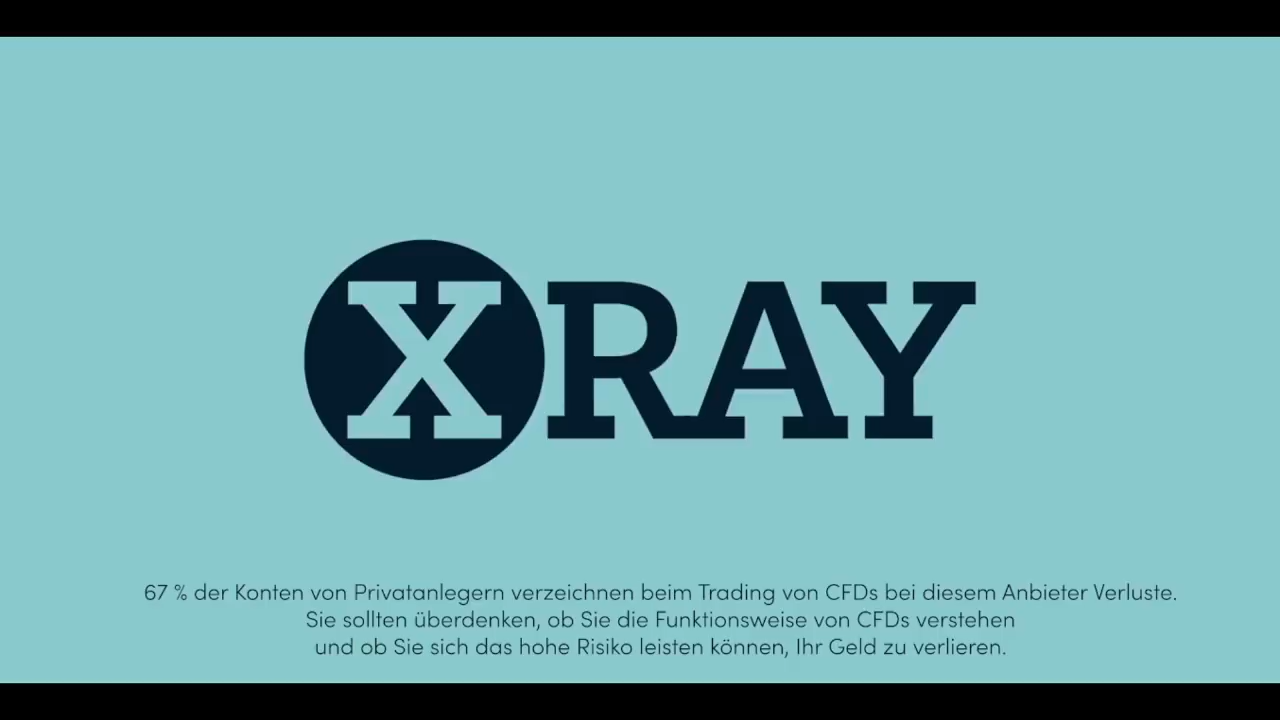 XRAY
67 % der Konten von Privatanlegern verzeichnen beim Trading von CFDs bei diesem Anbieter Verluste.
Sie sollten überdenken, ob Sie die Funktionsweise von CFDs verstehen
und ob Sie sich das hohe Risiko leisten können, Ihr Geld zu verlieren.